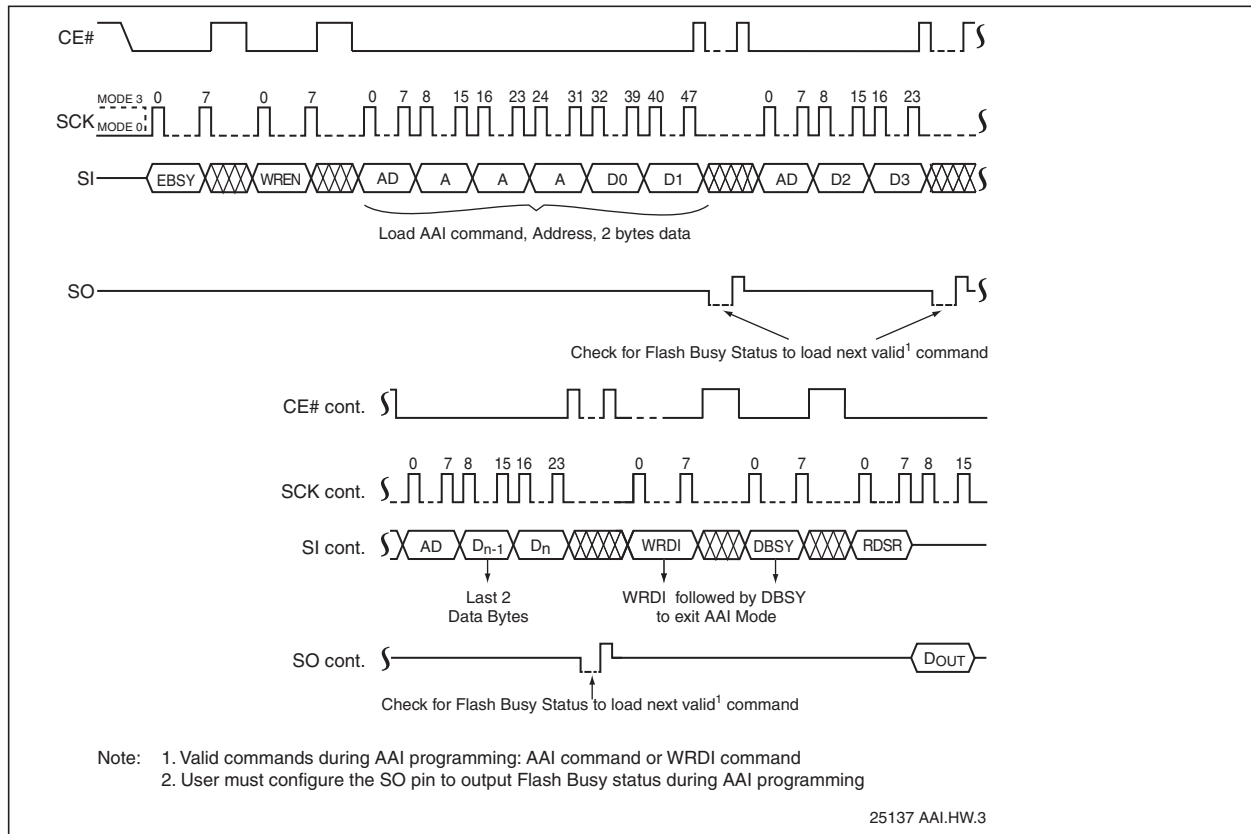 CE#
MODE 3
SCK
MODE 0
0 7 0 7 0 7 8 15 16 23 24 31 32 39 40 47 0 7 8 15 16 23
SI
EBSY WREN AD A A A D0 D1 AD D2 D3
Load AAI command, Address, 2 bytes data
SO
Check for Flash Busy Status to load next valid1 command
CE# cont.
0 7 8 15 16 23 0 7 0 7 0 7 8 15
SCK cont.
SI cont.
AD Dn-1 Dn WRDI DBSY RDSR
Last 2
Data Bytes
WRDI followed by DBSY
to exit AAI Mode
SO cont.
DOUT
Check for Flash Busy Status to load next valid1 command
Note: 1. Valid commands during AAI programming: AAI command or WRDI command
2. User must configure the SO pin to output Flash Busy status during AAI programming
25137 AAI.HW.3